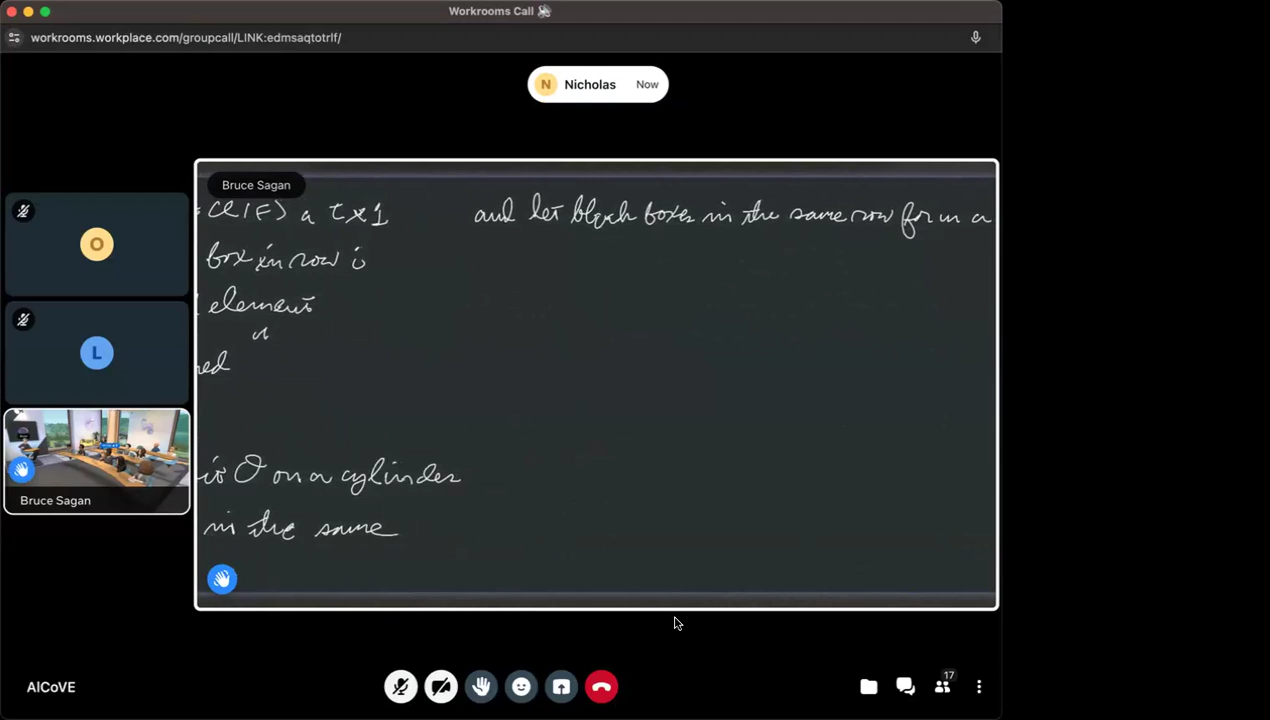 Workrooms Call
workrooms.workplace.com/groupcall/LINK:edmsaqtotrlf/
N Nicholas Now
Bruce Sagan
a t x 1
box in row i
element
on a cylinder
in the same
and let black boxes in the same row form a
O
L
Bruce Sagan
AICoVE
17